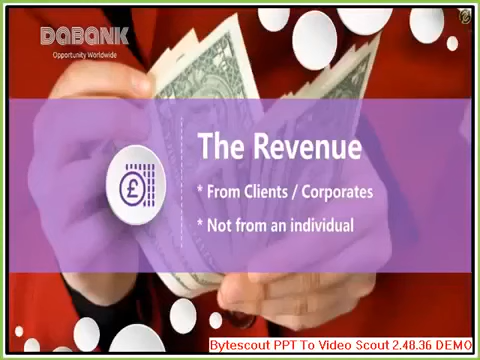 DABANK
Opportunity Worldwide
The Revenue
* From Clients / Corporates
* Not from an individual
Bytescout PPT To Video Scout 2.48.36 DEMO